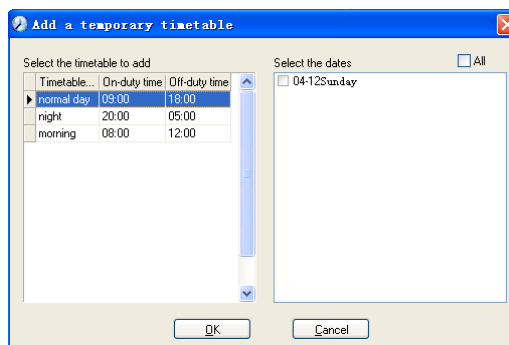 Add a temporary timetable
Select the timetable to add
Timetable... On-duty time Off-duty time
normal day 09:00 18:00
night 20:00 05:00
morning 08:00 12:00
Select the dates All
04-12Sunday
OK Cancel